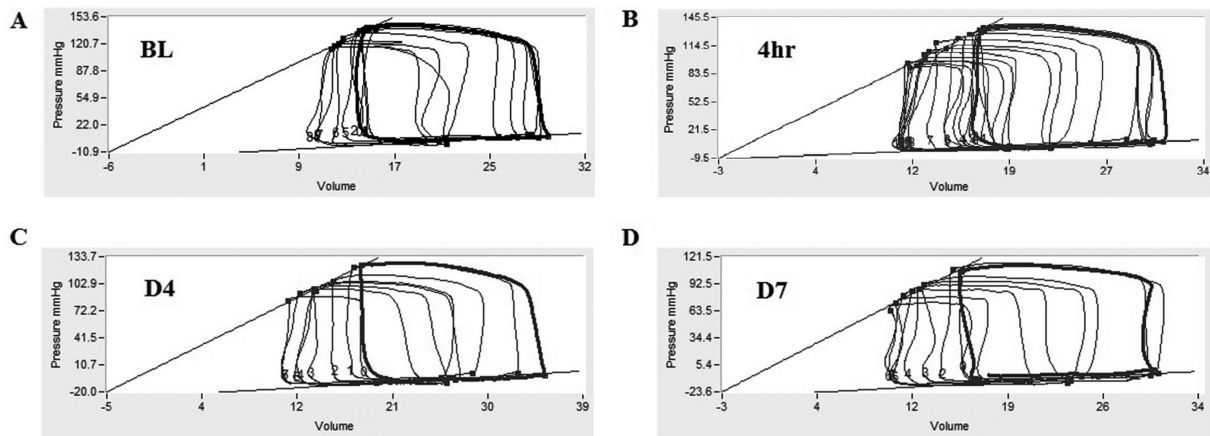 A
BL
Pressure mmHg
153.6
120.7
87.8
54.9
22.0
-10.9
-6 1 9 17 25 32
Volume
B
4hr
Pressure mmHg
145.5
114.5
83.5
52.5
21.5
-9.5
-3 4 12 19 27 34
Volume
C
D4
Pressure mmHg
133.7
102.9
72.2
41.5
10.7
-20.0
-5 4 12 21 30 39
Volume
D
D7
Pressure mmHg
121.5
92.5
63.5
34.4
5.4
-23.6
-3 4 12 19 26 34
Volume